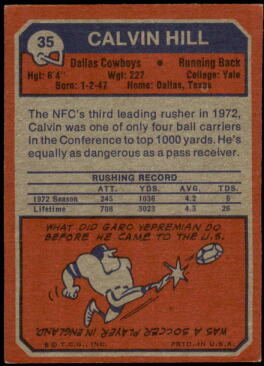 35
CALVIN HILL
Dallas Cowboys • Running Back
Hgt: 6'4" Wgt: 227 College: Yale
Born: 1-2-47 Home: Dallas, Texas
The NFC's third leading rusher in 1972,
Calvin was one of only four ball carriers
in the Conference to top 1000 yards. He's
equally as dangerous as a pass receiver.
RUSHING RECORD
ATT. YDS. AVG. TDS.
1972 Season 245 1036 4.2 6
Lifetime 708 3023 4.3 26
WHAT DID GARO YEPREMIAN DO
BEFORE HE CAME TO THE U.S.
WAS A SOCCER PLAYER IN ENGLAND.
© T.C.G., INC. PRTD. IN U.S.A.